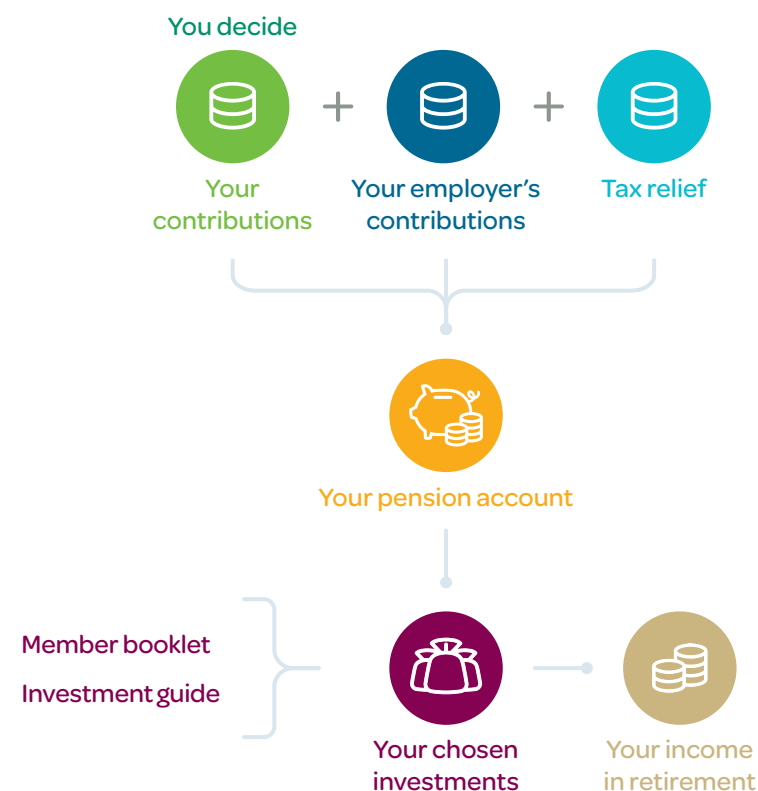 You decide
Your
contributions
Your employer’s
contributions
Tax relief
Your pension account
Member booklet
Investment guide
Your chosen
investments
Your income
in retirement